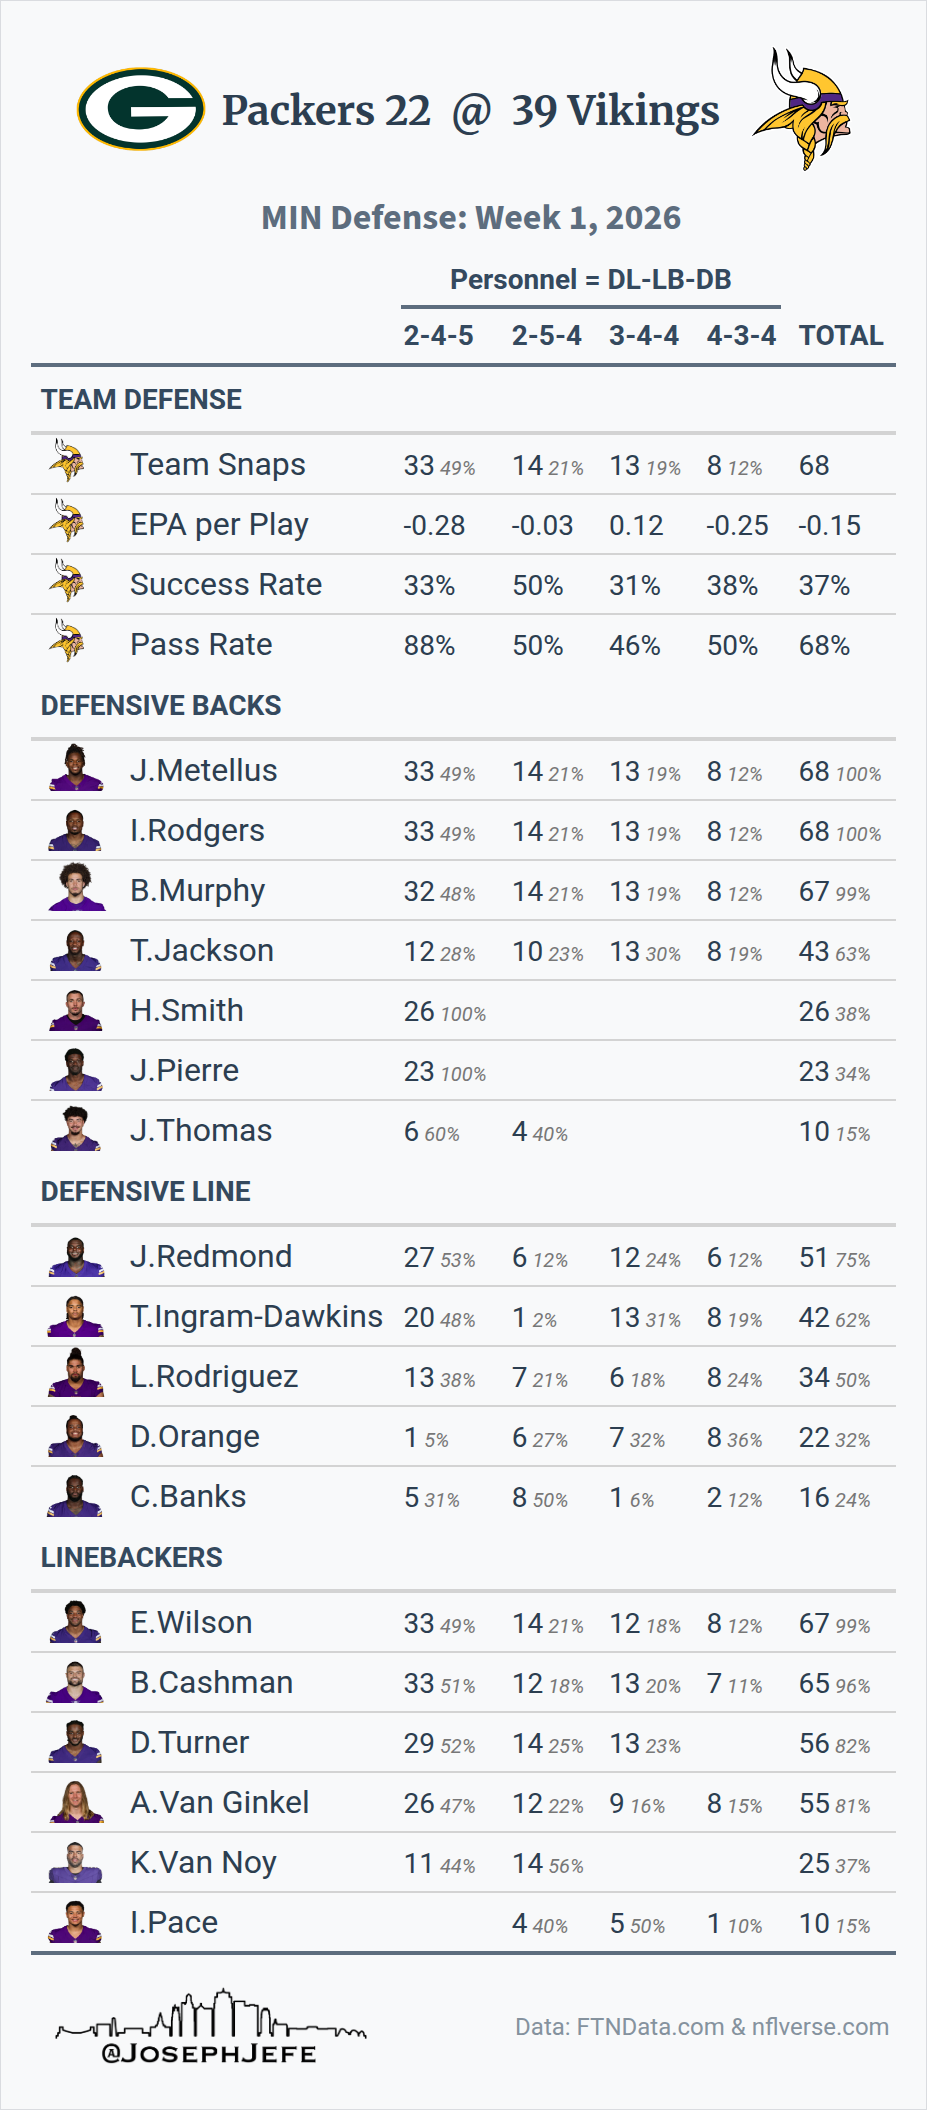 Packers 22 @ 39 Vikings
MIN Defense: Week 1, 2026
Personnel = DL-LB-DB
2-4-5 2-5-4 3-4-4 4-3-4 TOTAL
TEAM DEFENSE
Team Snaps 33 49% 14 21% 13 19% 8 12% 68
EPA per Play -0.28 -0.03 0.12 -0.25 -0.15
Success Rate 33% 50% 31% 38% 37%
Pass Rate 88% 50% 46% 50% 68%
DEFENSIVE BACKS
J.Metellus 33 49% 14 21% 13 19% 8 12% 68 100%
I.Rodgers 33 49% 14 21% 13 19% 8 12% 68 100%
B.Murphy 32 48% 14 21% 13 19% 8 12% 67 99%
T.Jackson 12 28% 10 23% 13 30% 8 19% 43 63%
H.Smith 26 100% 26 38%
J.Pierre 23 100% 23 34%
J.Thomas 6 60% 4 40% 10 15%
DEFENSIVE LINE
J.Redmond 27 53% 6 12% 12 24% 6 12% 51 75%
T.Ingram-Dawkins 20 48% 1 2% 13 31% 8 19% 42 62%
L.Rodriguez 13 38% 7 21% 6 18% 8 24% 34 50%
D.Orange 1 5% 6 27% 7 32% 8 36% 22 32%
C.Banks 5 31% 8 50% 1 6% 2 12% 16 24%
LINEBACKERS
E.Wilson 33 49% 14 21% 12 18% 8 12% 67 99%
B.Cashman 33 51% 12 18% 13 20% 7 11% 65 96%
D.Turner 29 52% 14 25% 13 23% 56 82%
A.Van Ginkel 26 47% 12 22% 9 16% 8 15% 55 81%
K.Van Noy 11 44% 14 56% 25 37%
I.Pace 4 40% 5 50% 1 10% 10 15%
@JosephJefe
Data: FTNData.com & nflverse.com